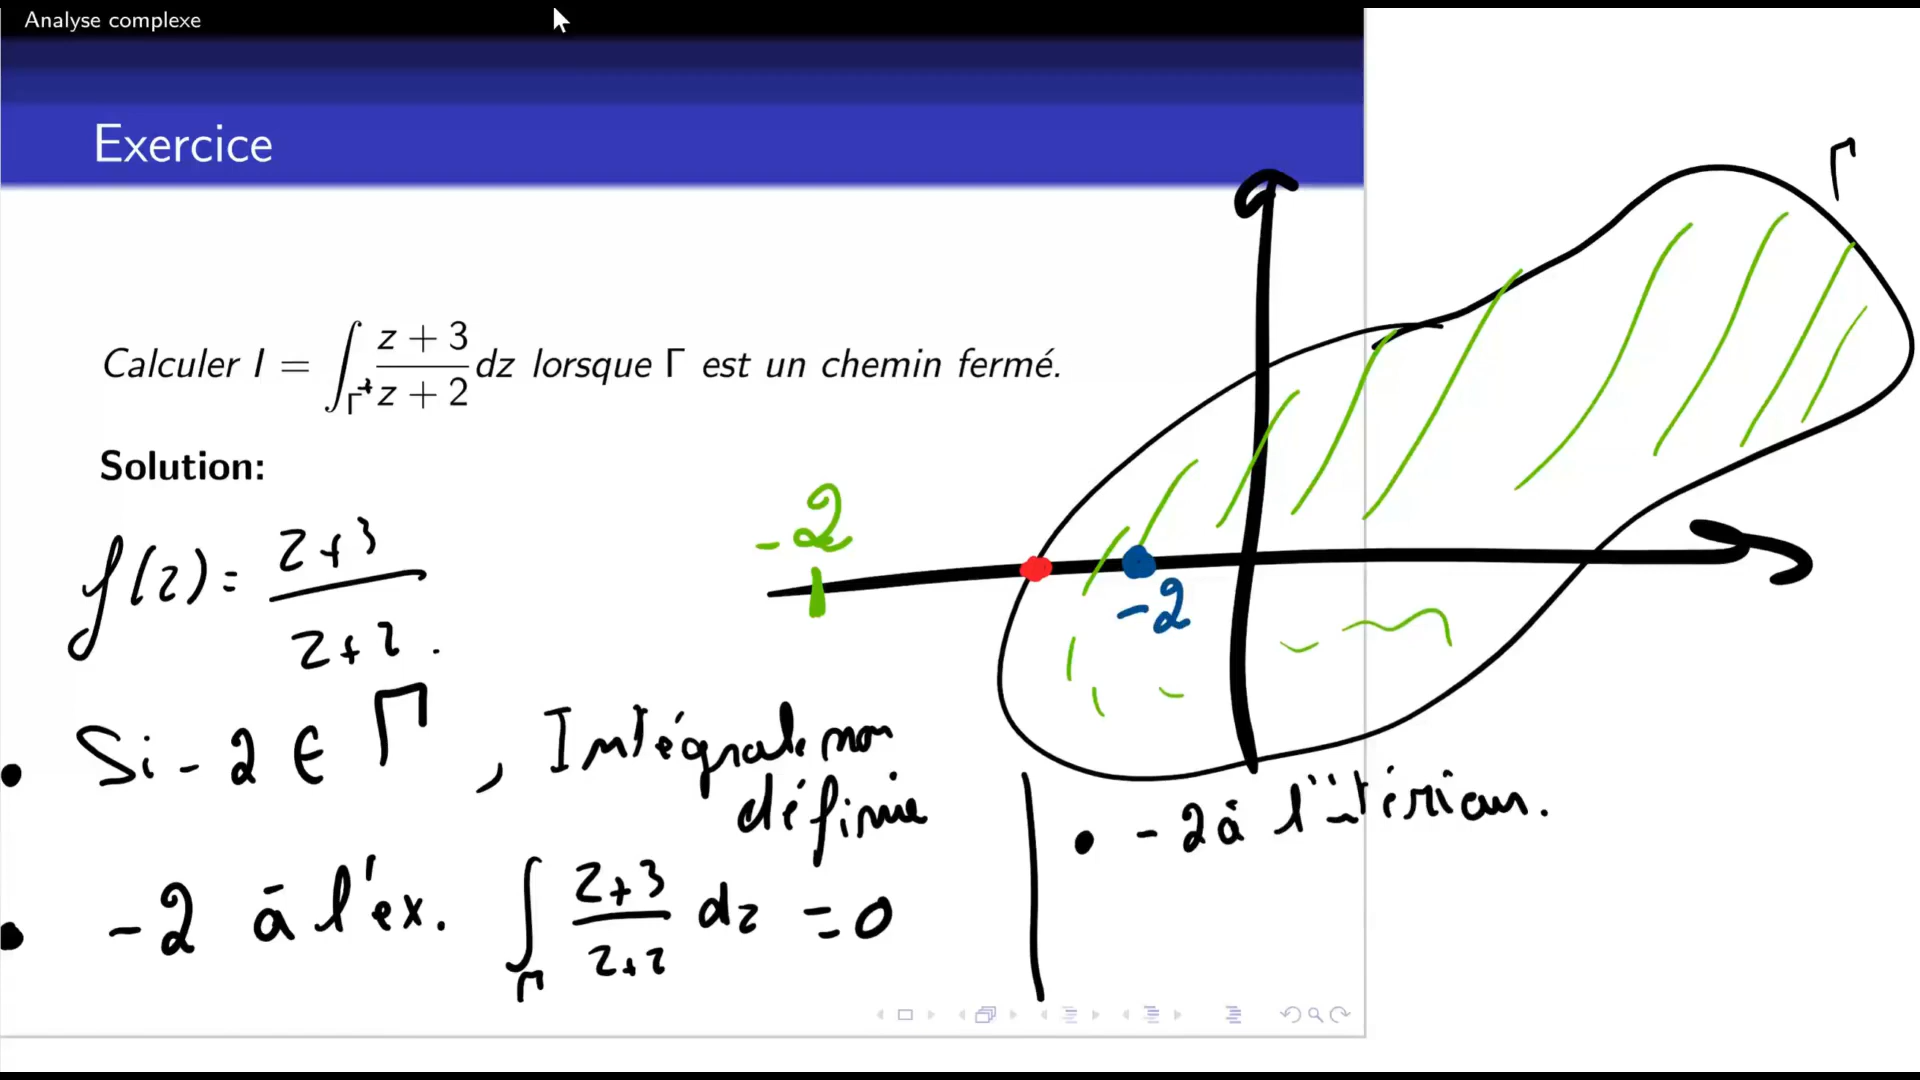 Analyse complexe
Exercice
Calculer I = ∫_Γ⁺ (z + 3)/(z + 2) dz lorsque Γ est un chemin fermé.
Solution:
f(z) = (z+3)/(z+2).
• Si -2 ∈ Γ, Intégrale non
définie
• -2 à l'ex. ∫_Γ (z+3)/(z+2) dz = 0
Γ
-2
-2
• -2 à l'intérieur.